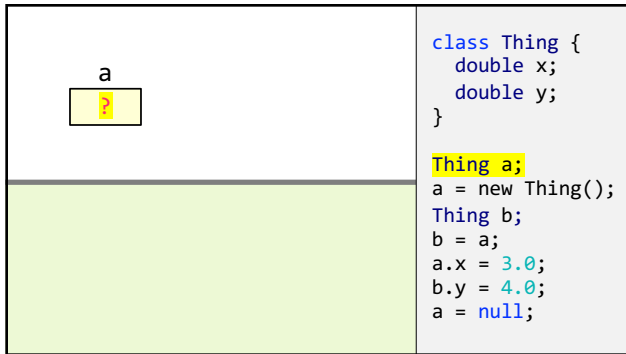 a
?
class Thing {
  double x;
  double y;
}
Thing a;
a = new Thing();
Thing b;
b = a;
a.x = 3.0;
b.y = 4.0;
a = null;